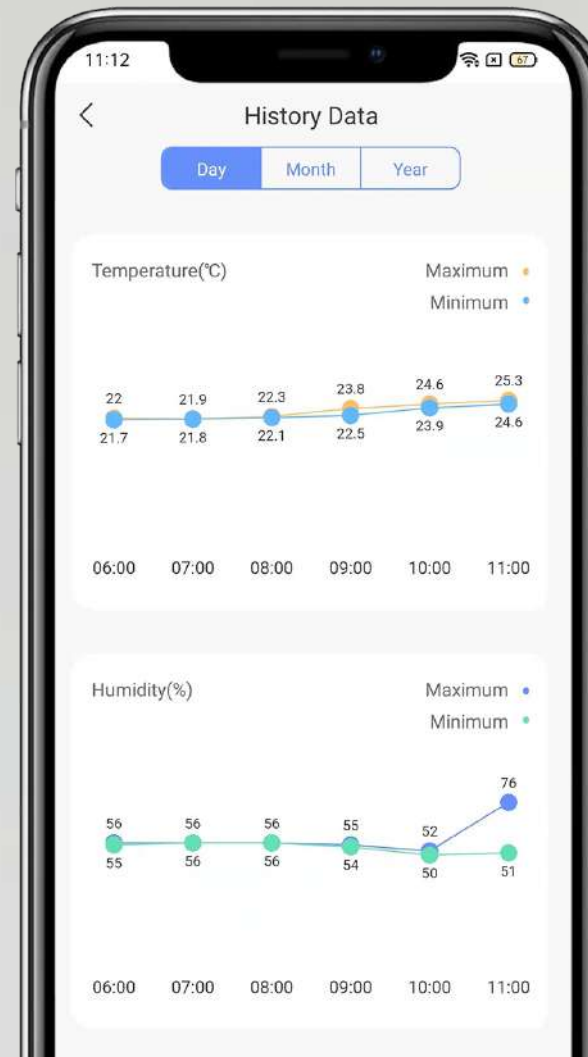 11:12
67
History Data
Day Month Year
Temperature(℃) Maximum
Minimum
22 21.9 22.3 23.8 24.6 25.3
21.7 21.8 22.1 22.5 23.9 24.6
06:00 07:00 08:00 09:00 10:00 11:00
Humidity(%) Maximum
Minimum
76
56 56 56 55 52
55 56 56 54 50 51
06:00 07:00 08:00 09:00 10:00 11:00